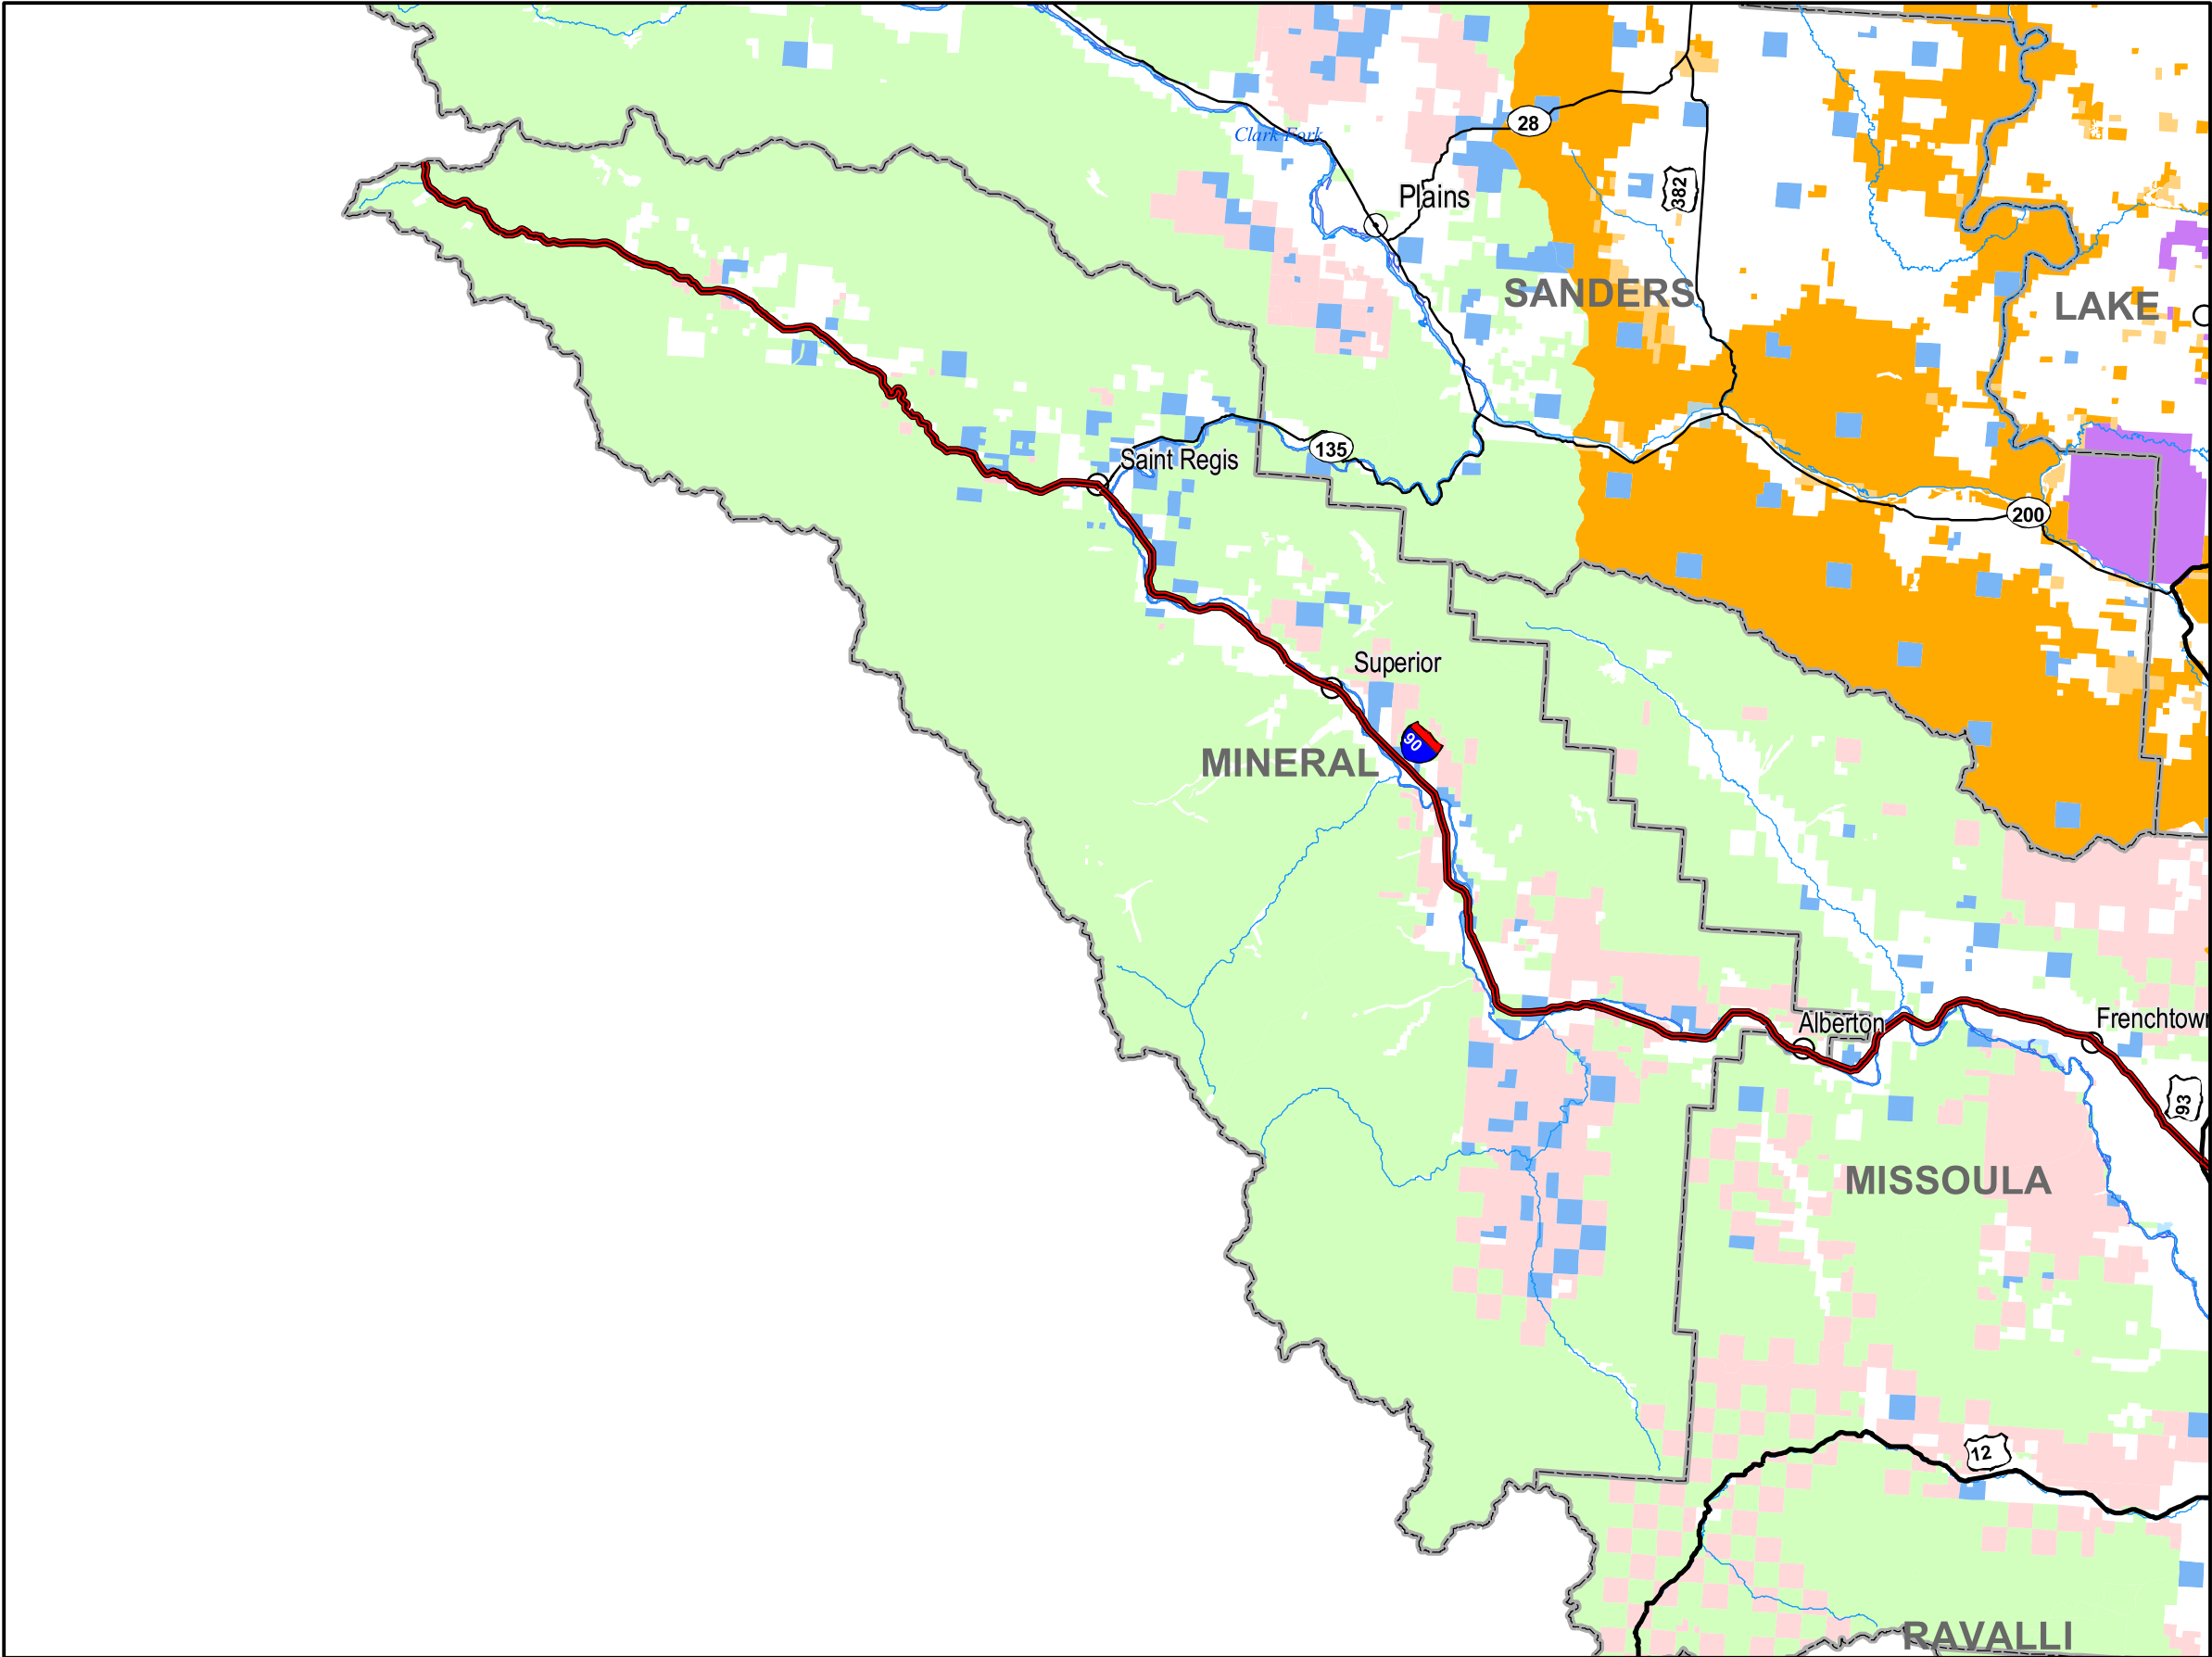 Clark Fork
28
Plains
382
SANDERS
LAKE
135
Saint Regis
200
Superior
90
MINERAL
Alberton
Frenchtown
93
MISSOULA
12
RAVALLI